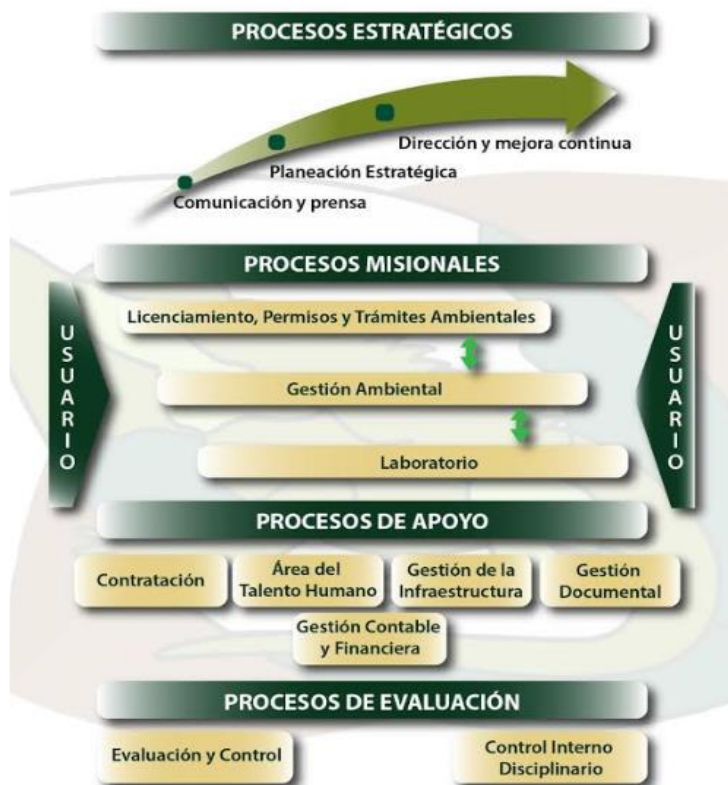 PROCESOS ESTRATÉGICOS
Dirección y mejora continua
Planeación Estratégica
Comunicación y prensa
PROCESOS MISIONALES
USUARIO
Licenciamiento, Permisos y Trámites Ambientales
Gestión Ambiental
Laboratorio
USUARIO
PROCESOS DE APOYO
Contratación
Área del
Talento Humano
Gestión de la
Infraestructura
Gestión
Documental
Gestión Contable
y Financiera
PROCESOS DE EVALUACIÓN
Evaluación y Control
Control Interno
Disciplinario